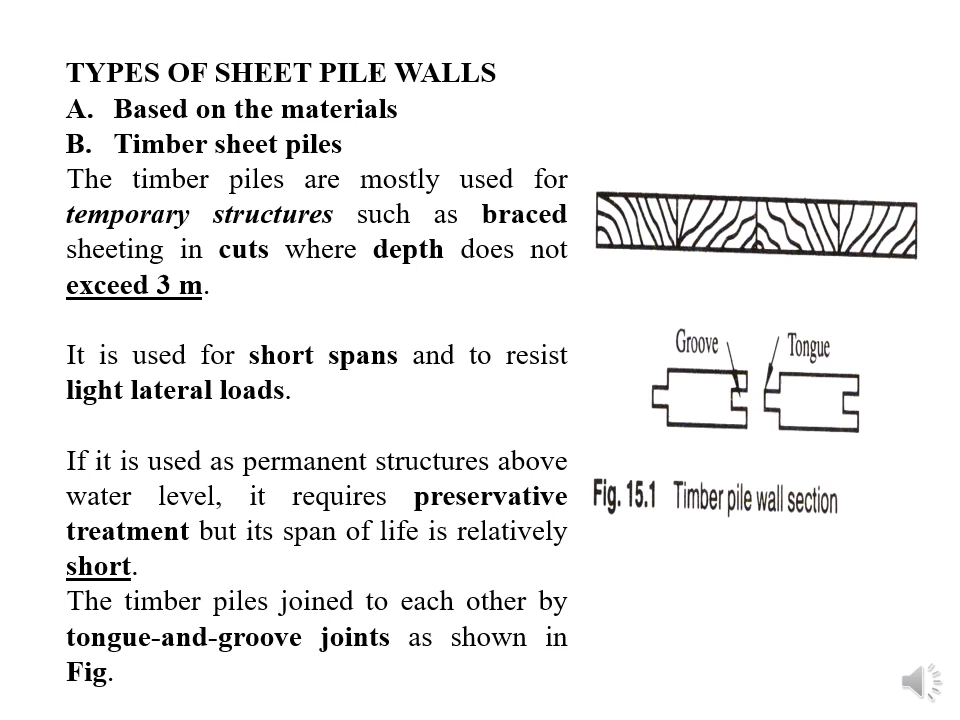 TYPES OF SHEET PILE WALLS
A. Based on the materials
B. Timber sheet piles
The timber piles are mostly used for
temporary structures such as braced
sheeting in cuts where depth does not
exceed 3 m.
It is used for short spans and to resist
light lateral loads.
If it is used as permanent structures above
water level, it requires preservative
treatment but its span of life is relatively
short.
The timber piles joined to each other by
tongue-and-groove joints as shown in
Fig.
Groove
Tongue
Fig. 15.1 Timber pile wall section